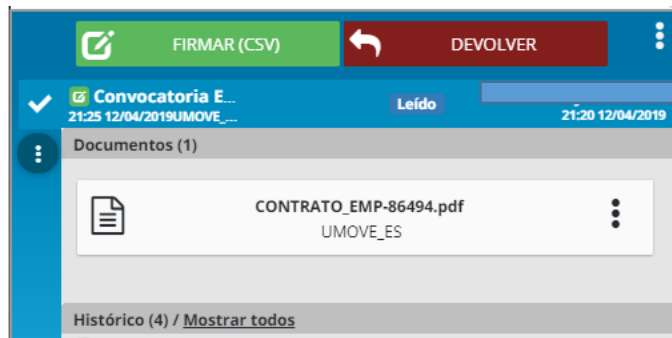 FIRMAR (CSV) DEVOLVER
Convocatoria E...
Leído
21:25 12/04/2019UMOVE_... 21:20 12/04/2019
Documentos (1)
CONTRATO_EMP-86494.pdf
UMOVE_ES
Histórico (4) / Mostrar todos